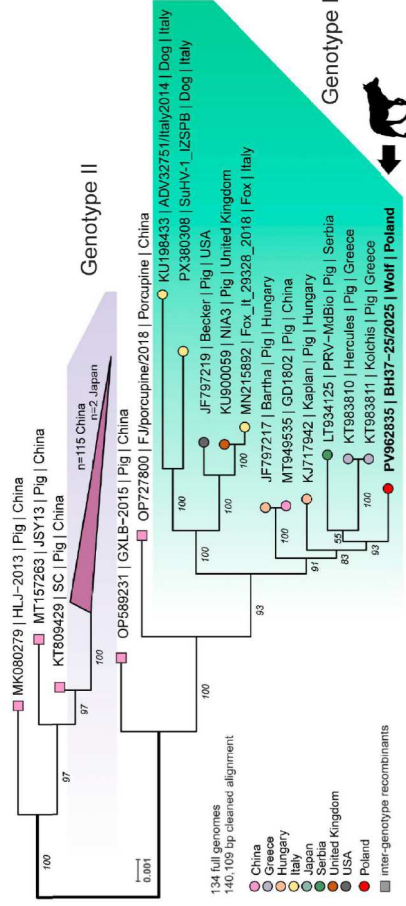 MK080279 | HLJ-2013 | Pig | China
MT157263 | JSY13 | Pig | China
KT809429 | SC | Pig | China
n=115 China
n=2 Japan
Genotype II
OP589231 | GXLB-2015 | Pig | China
OP727800 | FJ/porcupine/2018 | Porcupine | China
KU198433 | ADV32751/Italy2014 | Dog | Italy
PX380308 | SuHV-1_IZSPB | Dog | Italy
JF797219 | Becker | Pig | USA
KU900059 | NIA3 | Pig | United Kingdom
MN215892 | Fox_It_29328_2018 | Fox | Italy
JF797217 | Bartha | Pig | Hungary
MT949535 | GD1802 | Pig | China
KJ717942 | Kaplan | Pig | Hungary
LT934125 | PRV-MdBio | Pig | Serbia
KT983810 | Hercules | Pig | Greece
KT983811 | Kolchis | Pig | Greece
PV962835 | BH37-25/2025 | Wolf | Poland
Genotype I
100
97
97
100
100
100
100
100
100
100
93
100
91
83
55
100
93
0.001
134 full genomes
140,109 bp cleaned alignment
China
Greece
Hungary
Italy
Japan
Serbia
United Kingdom
USA
Poland
inter-genotype recombinants